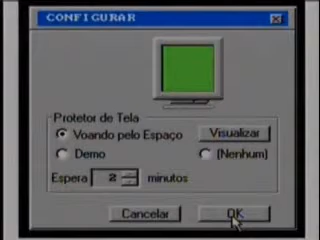 CONFIGURAR
Protetor de Tela
Voando pelo Espaço
Visualizar
Demo
(Nenhum)
Espera 2 minutos
Cancelar
OK